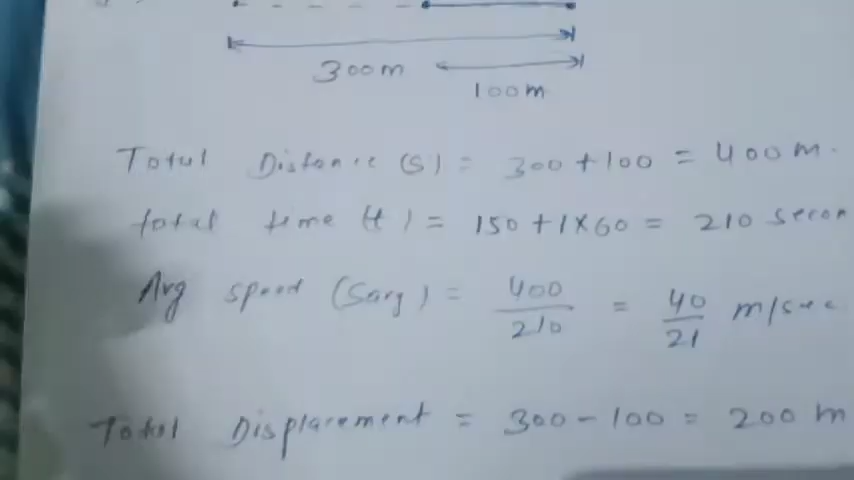 300m
100m
Total Distance (S) = 300 + 100 = 400m.
total time (t) = 150 + 1 × 60 = 210 secon
Avg speed (Savg) = 400/210 = 40/21 m/sec
Total Displacement = 300 - 100 = 200 m